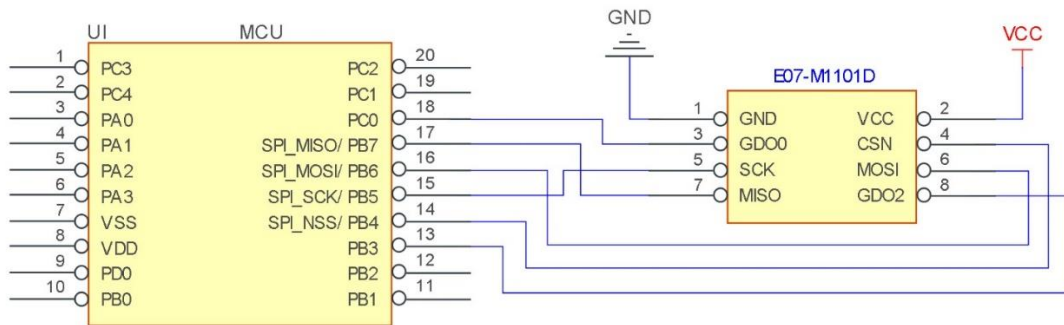 GND
UI MCU VCC
E07-M1101D
1 PC3 PC2 20
2 PC4 PC1 19
3 PA0 PC0 18
4 PA1 SPI_MISO/ PB7 17
5 PA2 SPI_MOSI/ PB6 16
6 PA3 SPI_SCK/ PB5 15
7 VSS SPI_NSS/ PB4 14
8 VDD PB3 13
9 PD0 PB2 12
10 PB0 PB1 11
1 GND VCC 2
3 GDO0 CSN 4
5 SCK MOSI 6
7 MISO GDO2 8